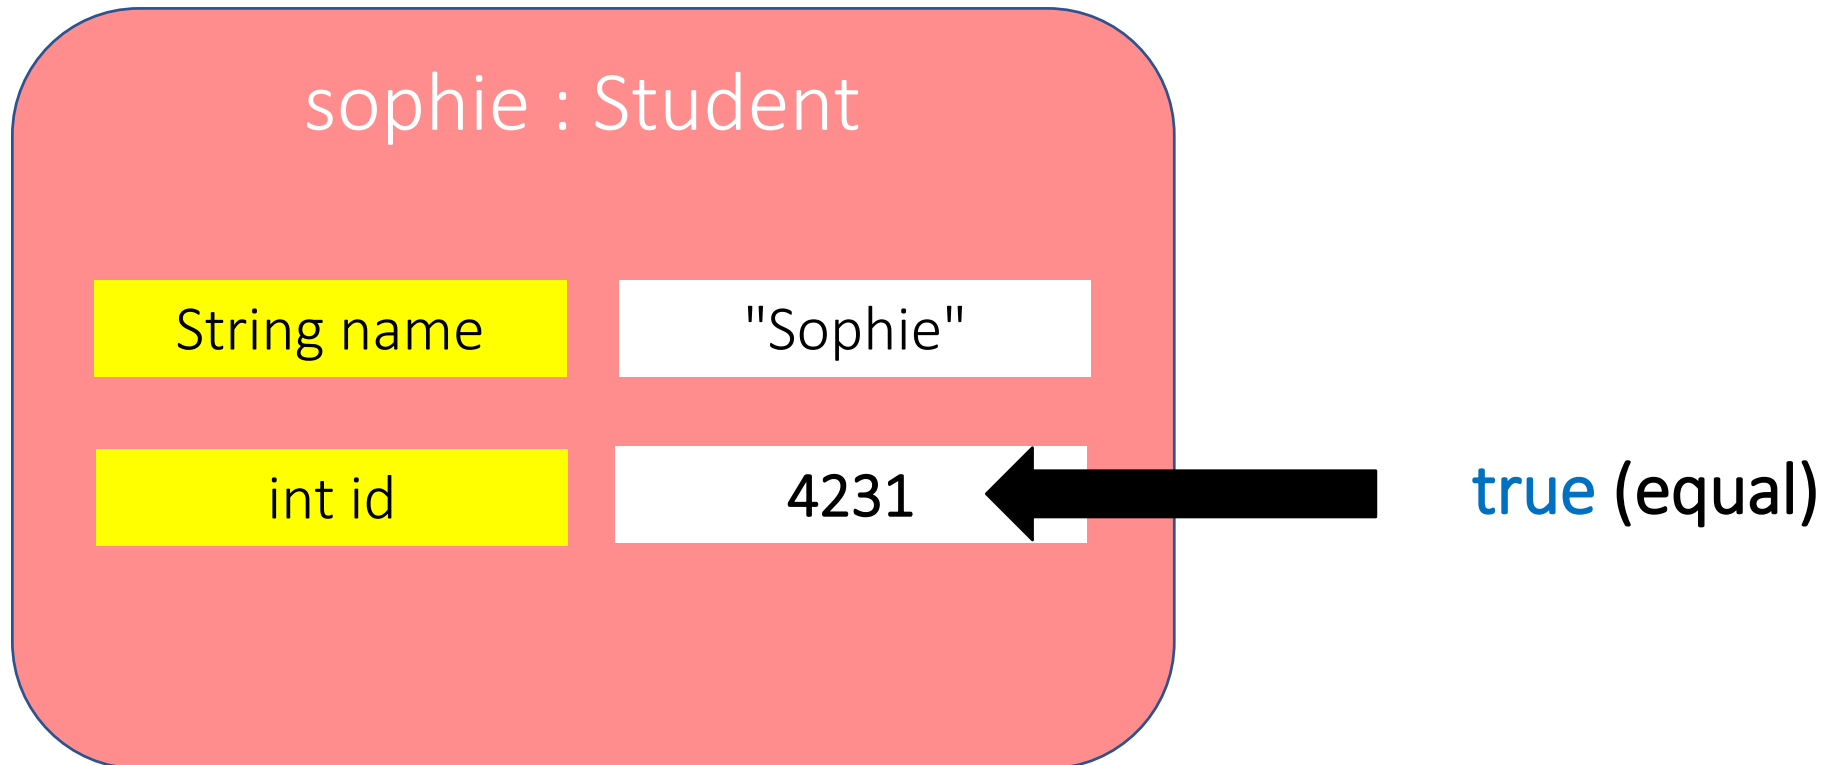 sophie : Student
String name
"Sophie"
int id
4231
true (equal)